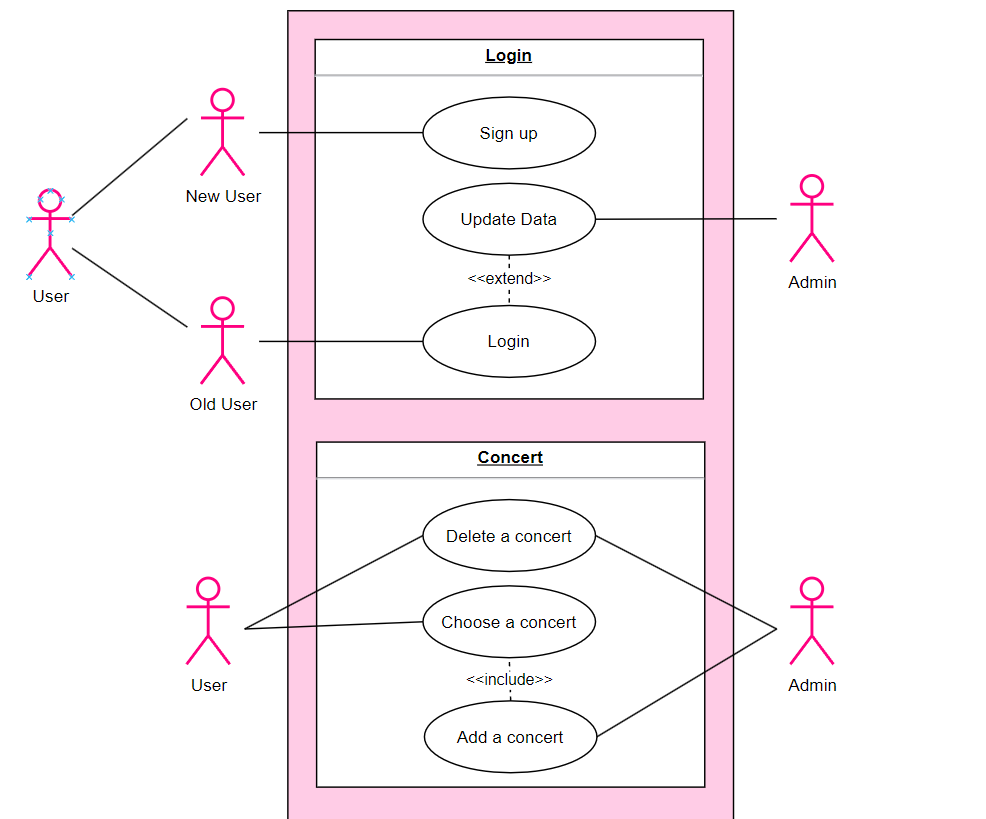 Login
Sign up
New User
Update Data
Admin
<<extend>>
User
Login
Old User
Concert
Delete a concert
Choose a concert
<<include>>
User
Admin
Add a concert